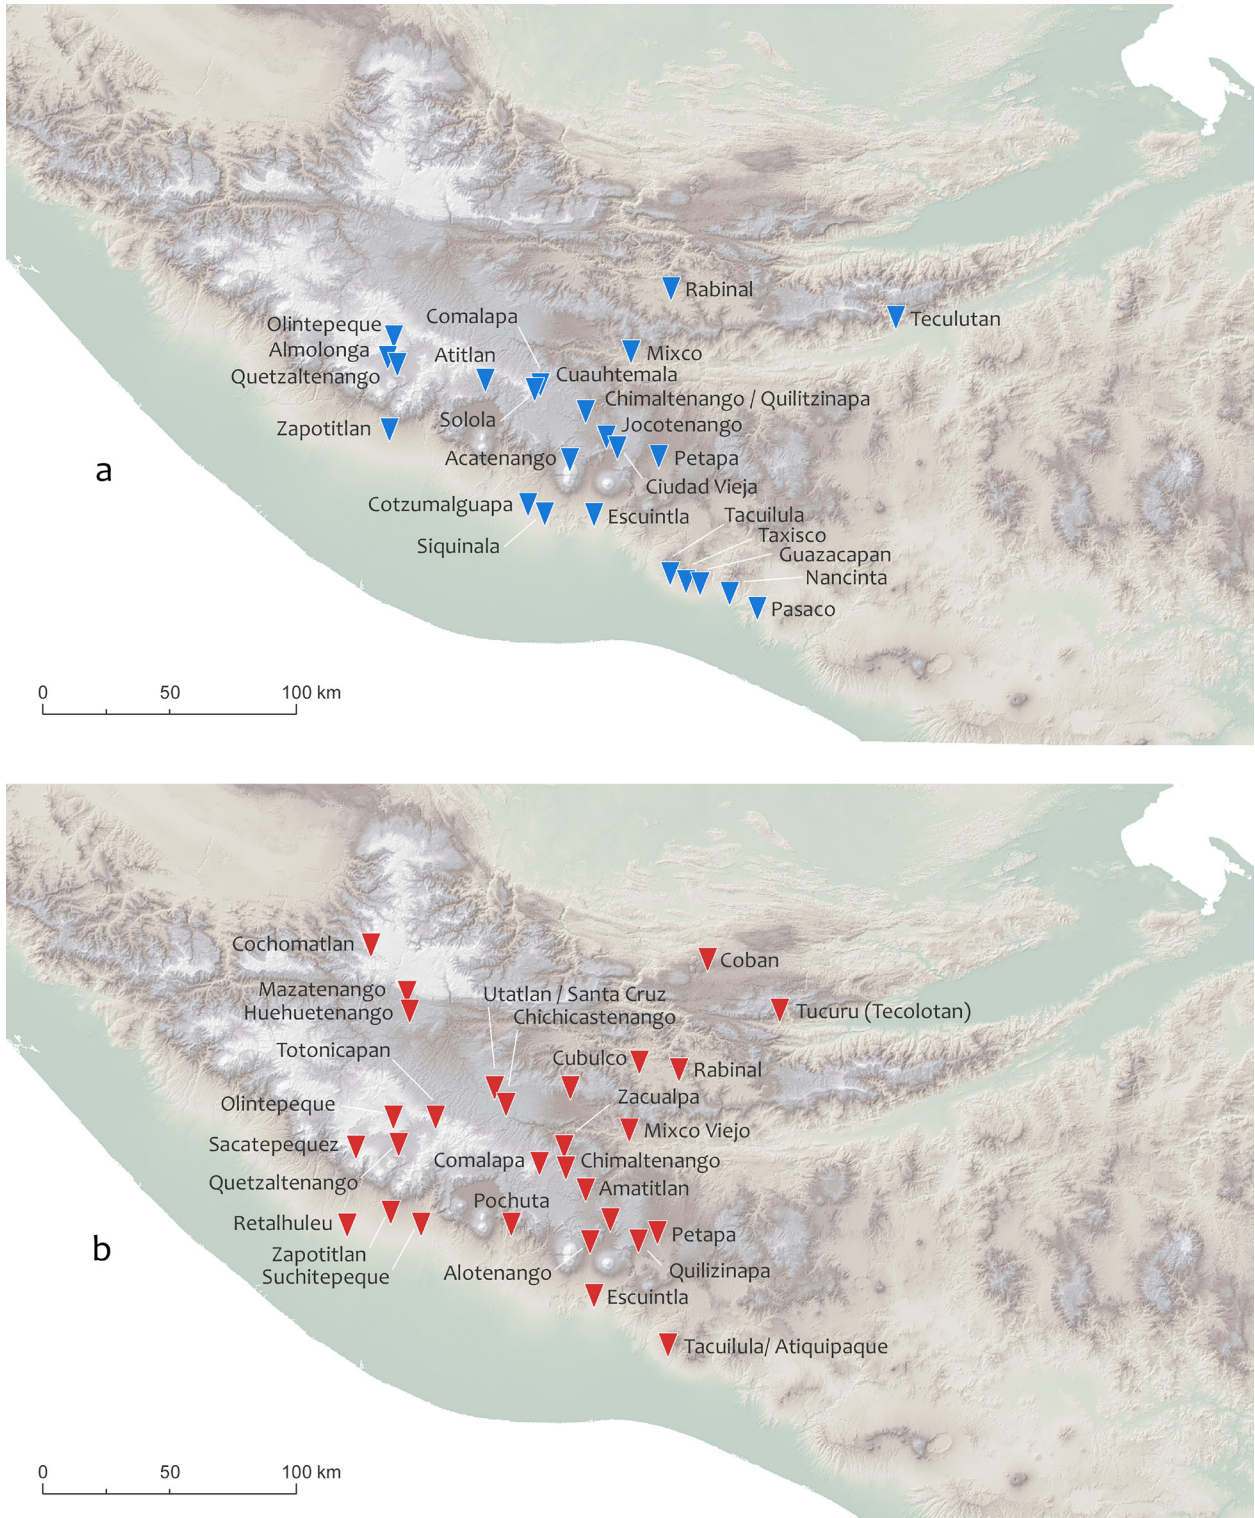 Rabinal
Teculutan
Comalapa
Olintepeque
Almolonga
Atitlan
Mixco
Quetzaltenango
Cuauhtemala
Chimaltenango / Quilitzinapa
Solola
Jocotenango
Zapotitlan
Acatenango
Petapa
a
Ciudad Vieja
Cotzumalguapa
Escuintla
Tacuilula
Taxisco
Siquinala
Guazacapan
Nancinta
Pasaco
0 50 100 km
Cochomatlan
Coban
Mazatenango
Utatlan / Santa Cruz
Huehuetenango
Chichicastenango
Tucuru (Tecolotan)
Totonicapan
Cubulco
Rabinal
Zacualpa
Olintepeque
Mixco Viejo
Sacatepequez
Comalapa
Chimaltenango
Quetzaltenango
Amatitlan
Pochuta
Retalhuleu
Petapa
b
Zapotitlan
Suchitepeque
Alotenango
Quilizinapa
Escuintla
Tacuilula/ Atiquipaque
0 50 100 km